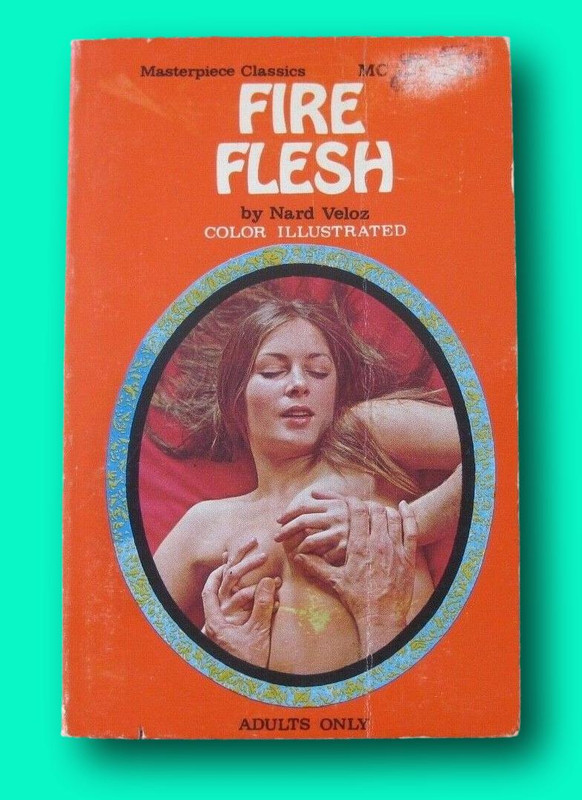 Masterpiece Classics MC
FIRE
FLESH
by Nard Veloz
COLOR ILLUSTRATED
ADULTS ONLY